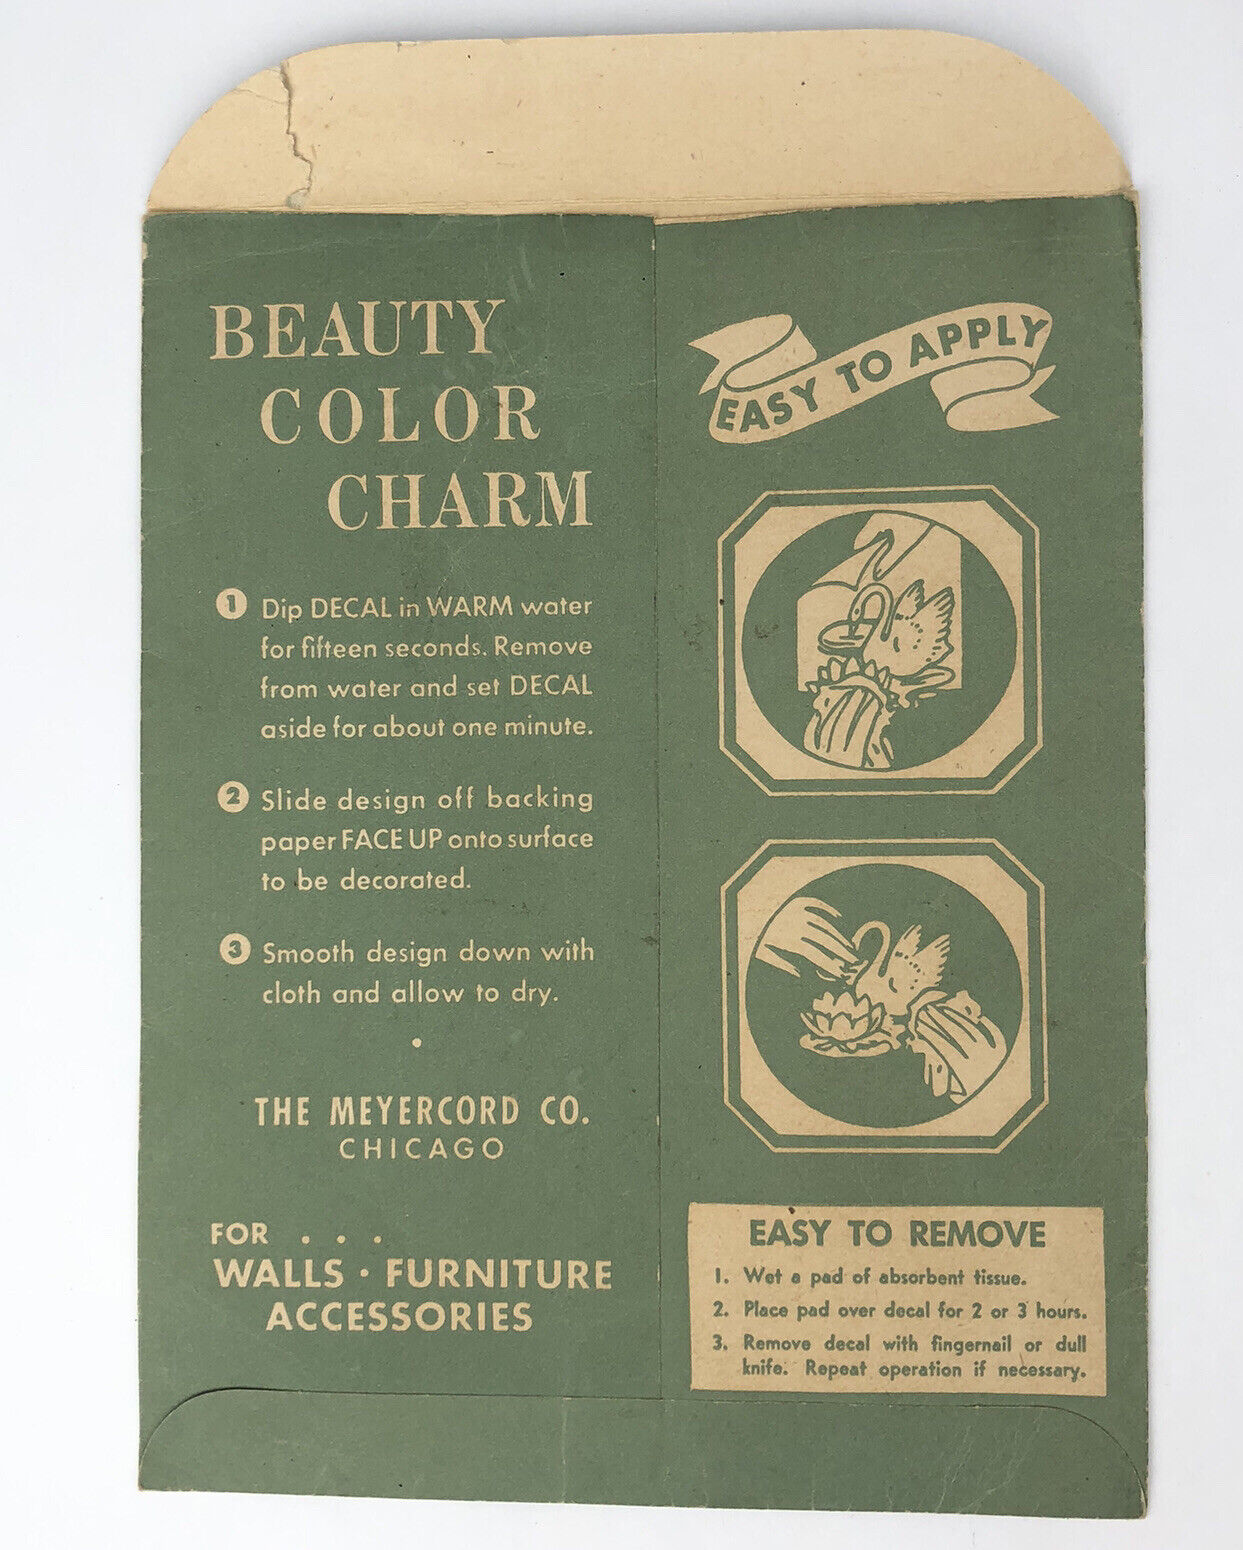 BEAUTY
COLOR
CHARM
1 Dip DECAL in WARM water
for fifteen seconds. Remove
from water and set DECAL
aside for about one minute.
2 Slide design off backing
paper FACE UP onto surface
to be decorated.
3 Smooth design down with
cloth and allow to dry.
THE MEYERCORD CO.
CHICAGO
FOR . . .
WALLS • FURNITURE
ACCESSORIES
EASY TO APPLY
EASY TO REMOVE
1. Wet a pad of absorbent tissue.
2. Place pad over decal for 2 or 3 hours.
3. Remove decal with fingernail or dull
knife. Repeat operation if necessary.